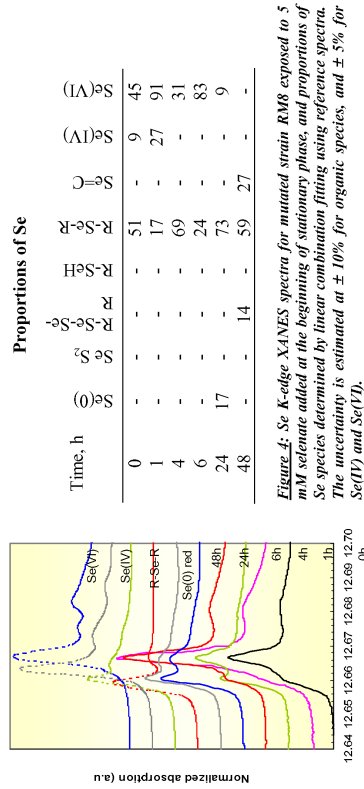 Normalized absorption (a.u
Se(VI)
Se(IV)
R-Se-R
Se(0) red
48h
24h
6h
4h
1h
0h
12.64 12.65 12.66 12.67 12.68 12.69 12.70
Proportions of Se
Time, h Se(0) Se S2 R-Se-Se-R R-SeH R-Se-R Se=C Se(IV) Se(VI)
0 - - - - 51 - 9 45
1 - - - - 17 - 27 91
4 - - - - 69 - - 31
6 - - - - 24 - - 83
24 17 - - - 73 - - 9
48 - - 14 - 59 27 - -
Figure 4: Se K-edge XANES spectra for mutated strain RM8 exposed to 5
mM selenate added at the beginning of stationary phase, and proportions of
Se species determined by linear combination fitting using reference spectra.
The uncertainty is estimated at ± 10% for organic species, and ± 5% for
Se(IV) and Se(VI).